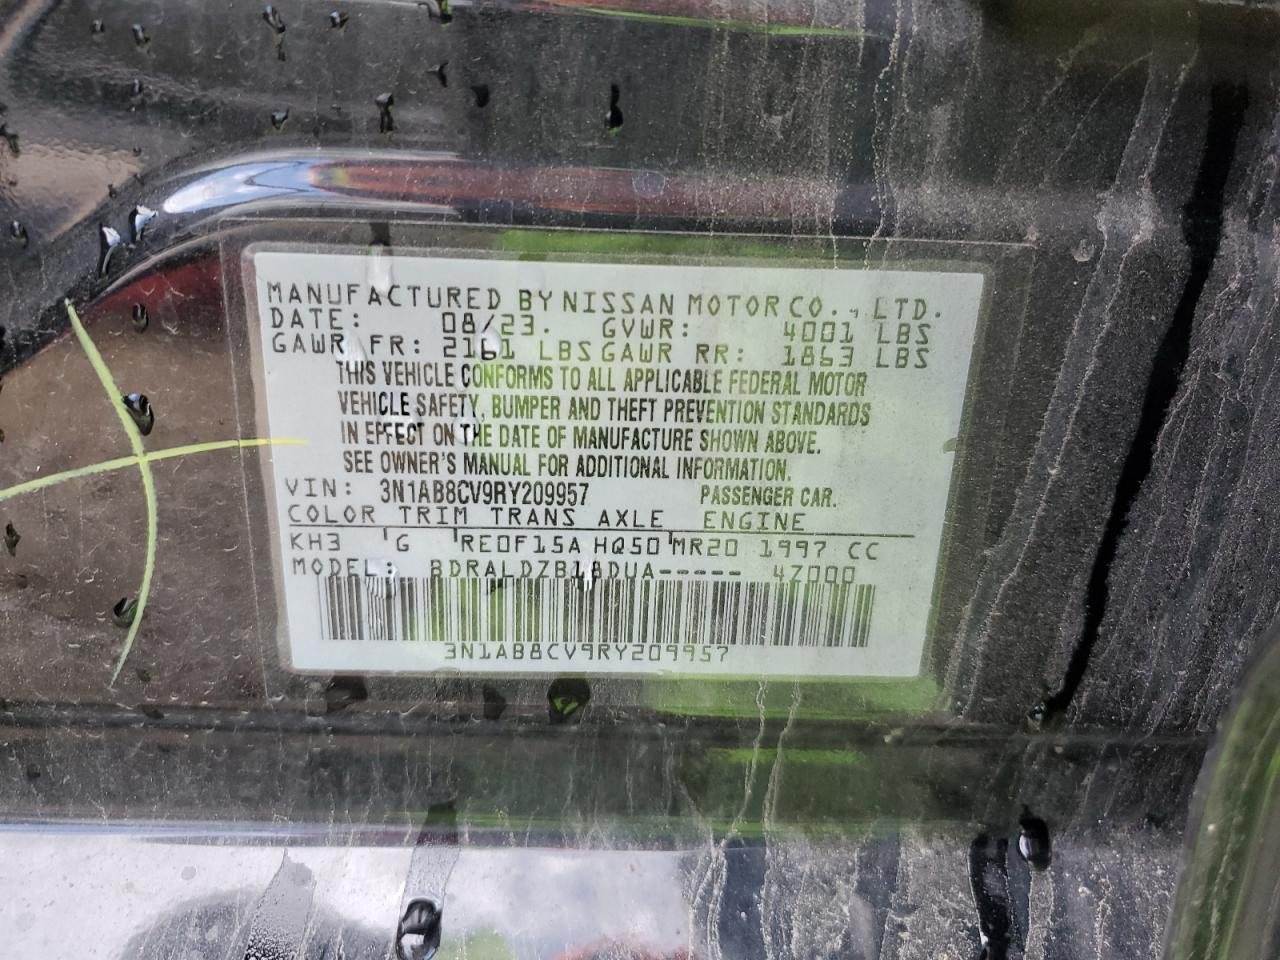 MANUFACTURED BY NISSAN MOTOR CO., LTD.
DATE: 08/23. GVWR: 4001 LBS
GAWR FR: 2161 LBS GAWR RR: 1863 LBS
THIS VEHICLE CONFORMS TO ALL APPLICABLE FEDERAL MOTOR
VEHICLE SAFETY, BUMPER AND THEFT PREVENTION STANDARDS
IN EFFECT ON THE DATE OF MANUFACTURE SHOWN ABOVE.
SEE OWNER'S MANUAL FOR ADDITIONAL INFORMATION.
VIN: 3N1AB8CV9RY209957 PASSENGER CAR.
COLOR TRIM TRANS AXLE ENGINE
KH3 G RE0F15A HQ50 MR20 1997 CC
MODEL: BDRALDZB18DUA----- 4Z000
3N1AB8CV9RY209957